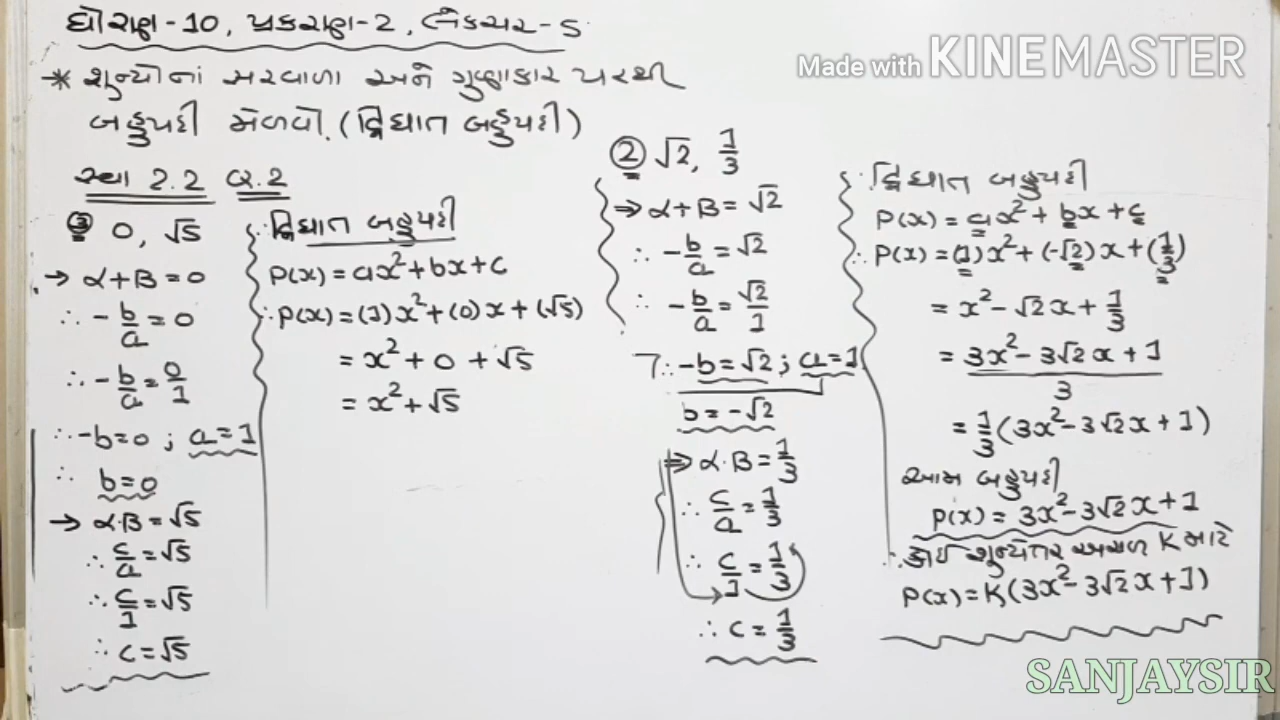 ધોરણ-10, પ્રકરણ-2, લેકચર-5
Made with KINEMASTER
* શૂન્યોનાં સરવાળા અને ગુણાકાર પરથી
બહુપદી મેળવો. (દ્વિઘાત બહુપદી)
સ્વા 2.2 પ્ર.2
③ 0, √5
→ α+β=0
∴ -b/a = 0
∴ -b/a = 0/1
∴ -b=0 ; a=1
∴ b=0
→ α.β=√5
∴ c/a = √5
∴ c/1 = √5
∴ c=√5
દ્વિઘાત બહુપદી
P(x) = ax²+bx+c
∴ P(x) = (1)x²+(0)x+(√5)
= x²+0+√5
= x²+√5
② √2, 1/3
→ α+β=√2
∴ -b/a = √2
∴ -b/a = √2/1
∴ -b=√2 ; a=1
b=-√2
→ α.β=1/3
∴ c/a = 1/3
∴ c/1 = 1/3
∴ c = 1/3
દ્વિઘાત બહુપદી
P(x) = ax²+bx+c
∴ P(x) = (1)x²+(-√2)x+(1/3)
= x²-√2x+1/3
= 3x²-3√2x+1/3
= 1/3(3x²-3√2x+1)
આમ બહુપદી
P(x) = 3x²-3√2x+1
∴ કોઈ શૂન્યેતર અચળ K માટે
P(x)=K(3x²-3√2x+1)
SANJAYSIR